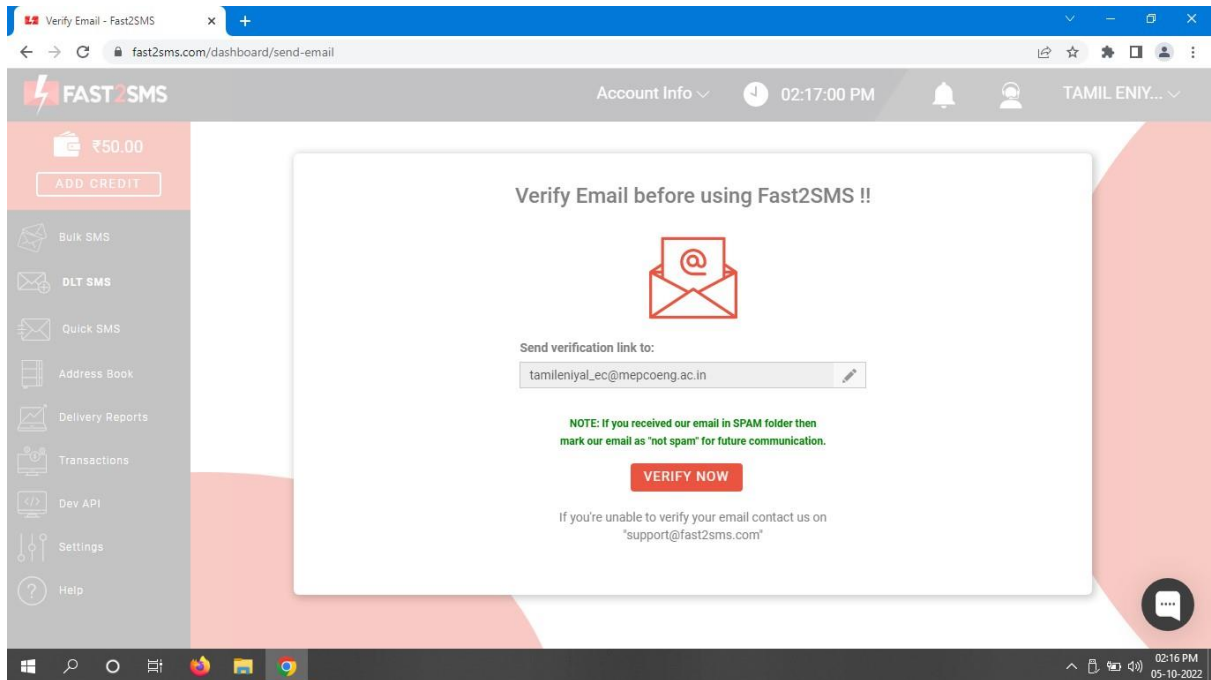 Verify Email - Fast2SMS
fast2sms.com/dashboard/send-email
FAST2SMS
Account Info
02:17:00 PM
TAMIL ENIY...
₹50.00
ADD CREDIT
Bulk SMS
DLT SMS
Quick SMS
Address Book
Delivery Reports
Transactions
Dev API
Settings
Help
Verify Email before using Fast2SMS !!
Send verification link to:
tamileniyal_ec@mepcoeng.ac.in
NOTE: If you received our email in SPAM folder then
mark our email as "not spam" for future communication.
VERIFY NOW
If you're unable to verify your email contact us on
"support@fast2sms.com"
02:16 PM
05-10-2022